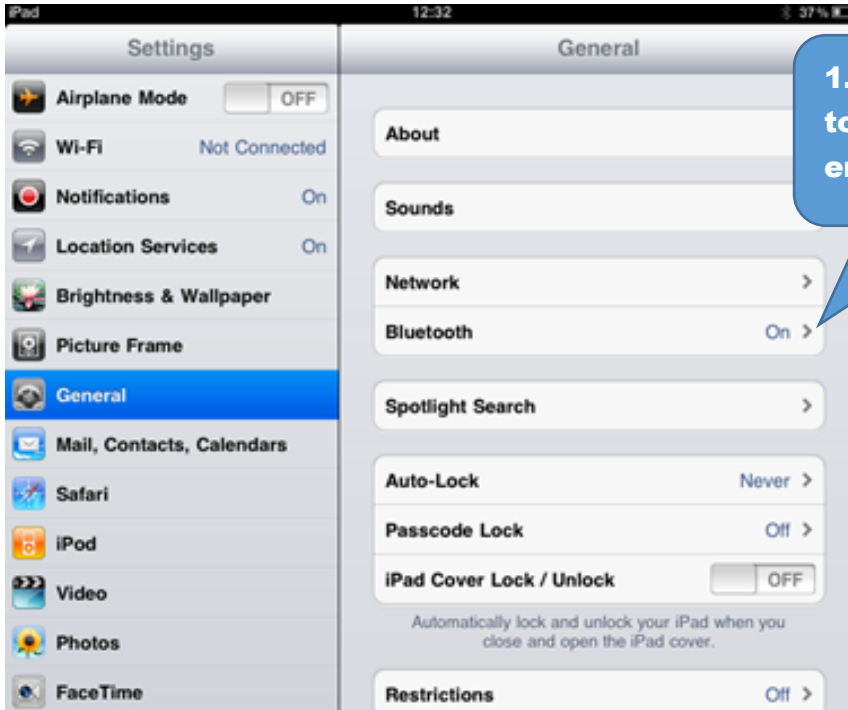 iPad
12:32
37%
Settings
General
Airplane Mode OFF
Wi-Fi Not Connected
Notifications On
Location Services On
Brightness & Wallpaper
Picture Frame
General
Mail, Contacts, Calendars
Safari
iPod
Video
Photos
FaceTime
About
Sounds
Network
Bluetooth On
Spotlight Search
Auto-Lock Never
Passcode Lock Off
iPad Cover Lock / Unlock OFF
Automatically lock and unlock your iPad when you
close and open the iPad cover.
Restrictions Off
1.